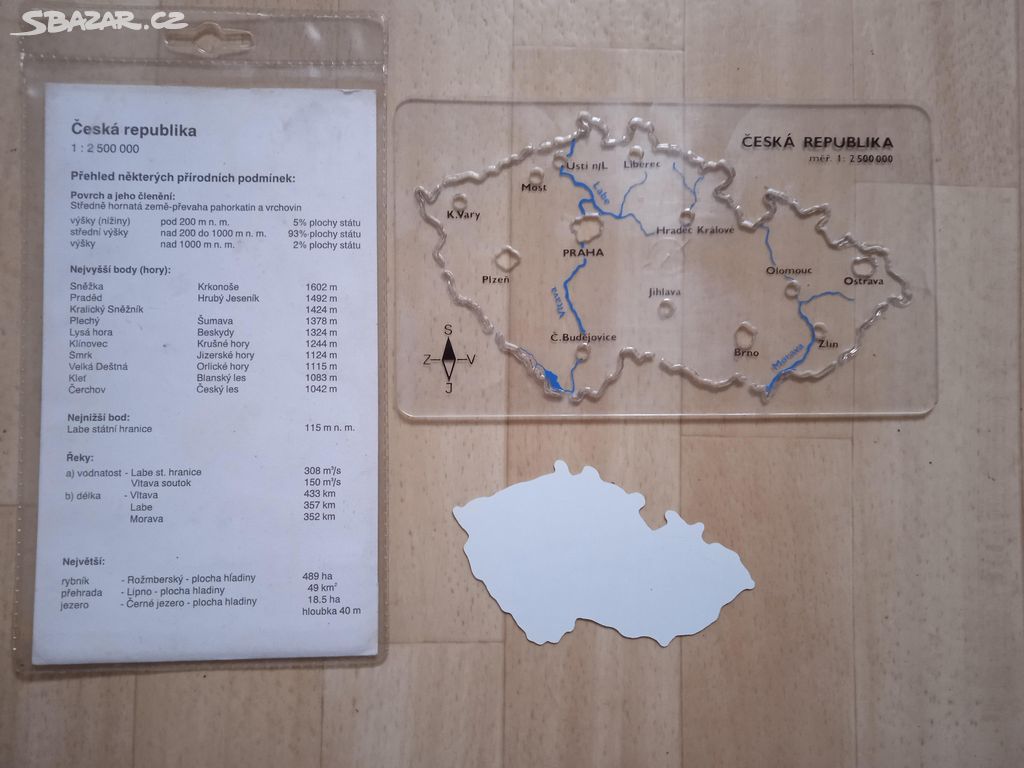 SBAZAR.CZ
Česká republika
1 : 2 500 000
Přehled některých přírodních podmínek:
Povrch a jeho členění:
Středně hornatá země-převaha pahorkatin a vrchovin
výšky (nížiny) pod 200 m n. m. 5% plochy státu
střední výšky nad 200 do 1000 m n. m. 93% plochy státu
výšky nad 1000 m n. m. 2% plochy státu
Nejvyšší body (hory):
Sněžka Krkonoše 1602 m
Praděd Hrubý Jeseník 1492 m
Kralický Sněžník 1424 m
Plechý Šumava 1378 m
Lysá hora Beskydy 1324 m
Klínovec Krušné hory 1244 m
Smrk Jizerské hory 1124 m
Velká Deštná Orlické hory 1115 m
Kleť Blanský les 1083 m
Čerchov Český les 1042 m
Nejnižší bod:
Labe státní hranice 115 m n. m.
Řeky:
a) vodnatost - Labe st. hranice 308 m³/s
Vltava soutok 150 m³/s
b) délka - Vltava 433 km
Labe 357 km
Morava 352 km
Největší:
rybník - Rožmberský - plocha hladiny 489 ha
přehrada - Lipno - plocha hladiny 49 km²
jezero - Černé jezero - plocha hladiny 18,5 ha
hloubka 40 m
ČESKÁ REPUBLIKA
měř. 1: 2 500 000
Ústí n/L
Liberec
Most
Labe
K.Vary
Hradec Králové
PRAHA
Plzeň
Olomouc
Ostrava
Jihlava
Vltava
Č.Budějovice
Brno
Morava
Zlín
S
Z V
J